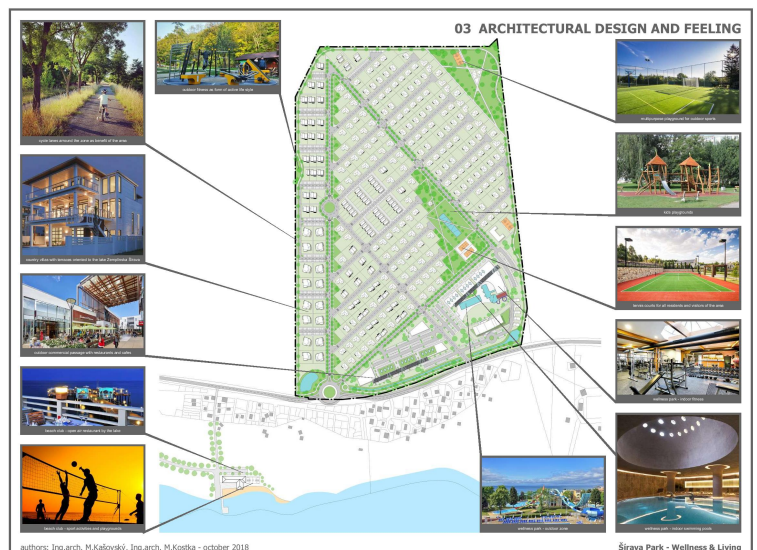 03 ARCHITECTURAL DESIGN AND FEELING
outdoor fitness as form of active life style
cycle lanes around the zone as benefit of the area
multipurpose playground for outdoor sports
kids playgrounds
country villas with terraces oriented to the lake Zemplínska Šírava
tennis courts for all residents and visitors of the area
outdoor commercial passage with restaurants and cafes
wellness park - indoor fitness
beach club - open air restaurant by the lake
beach club - sport activities and playgrounds
wellness park - outdoor zone
wellness park - indoor swimming pools
authors: Ing.arch. M.Kašovský, Ing.arch. M.Kostka - october 2018
Šírava Park - Wellness & Living